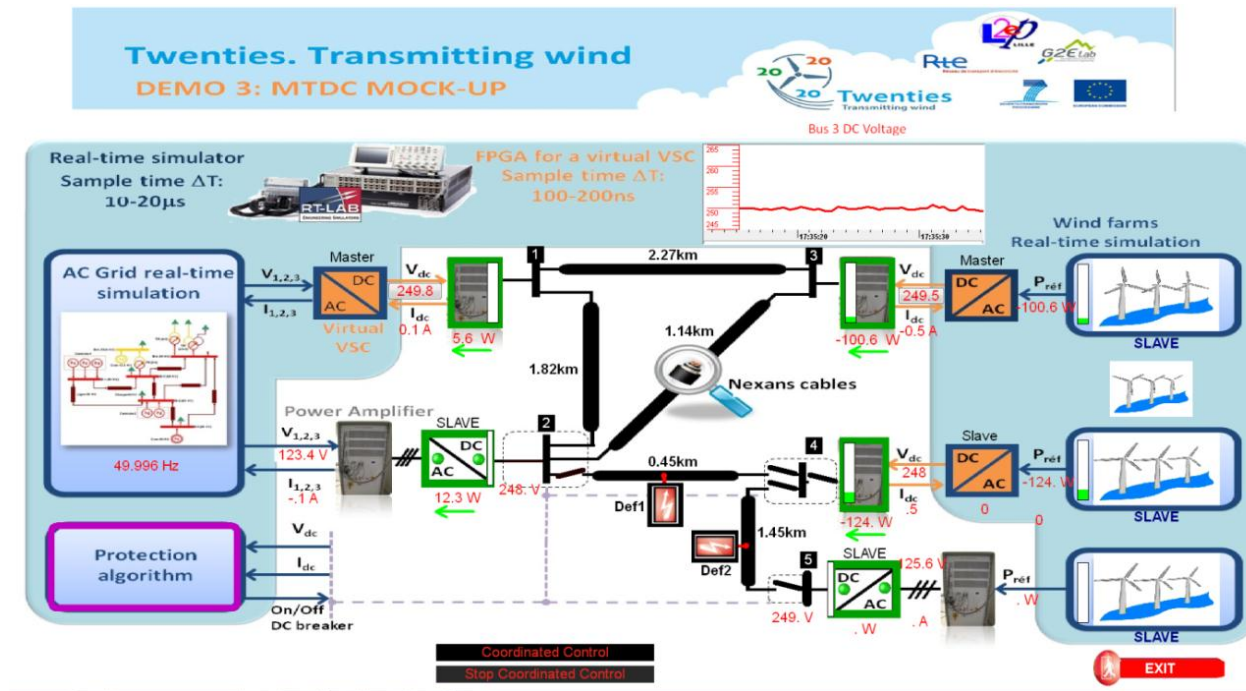 Twenties. Transmitting wind
DEMO 3: MTDC MOCK-UP
20
20
20
Twenties
Transmitting wind
Rte
L2ep
LILLE
G2Elab
EUROPEAN COMMISSION
Bus 3 DC Voltage
Real-time simulator
Sample time ΔT:
10-20µs
RT-LAB
FPGA for a virtual VSC
Sample time ΔT:
100-200ns
265
260
255
250
245
17:35:20
17:35:30
Wind farms
Real-time simulation
AC Grid real-time
simulation
49.996 Hz
V1,2,3
I1,2,3
Master
DC
AC
Virtual
VSC
Vdc
249.8
Idc
0.1 A
5.6 W
1
2.27km
3
1.82km
1.14km
Nexans cables
Vdc
249.5
Idc
-0.5 A
-100.6 W
Master
DC
AC
Préf
-100.6 W
SLAVE
Power Amplifier
V1,2,3
123.4 V
I1,2,3
-.1 A
SLAVE
DC
AC
12.3 W
2
248. V
0.45km
Def1
4
Vdc
248
Idc
.5
-124. W
Slave
DC
AC
0
Préf
-124. W
0
SLAVE
1.45km
Def2
5
249. V
SLAVE
DC
AC
. W
125.6 V
. A
Préf
. W
SLAVE
Protection
algorithm
Vdc
Idc
On/Off
DC breaker
Coordinated Control
Stop Coordinated Control
EXIT